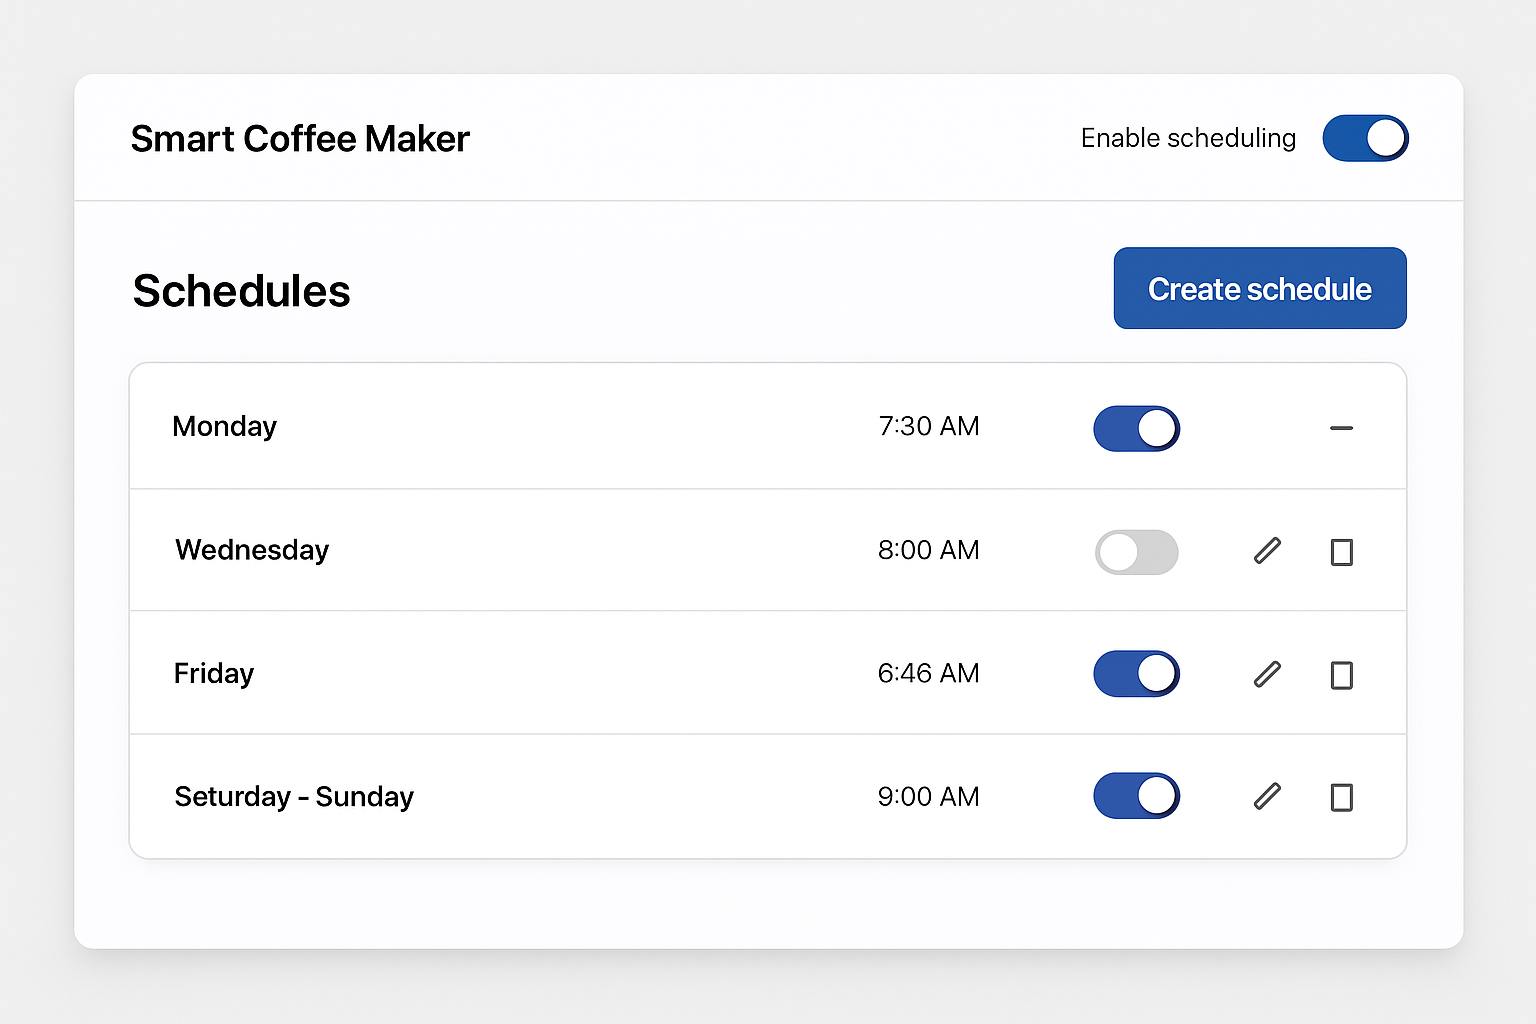 Smart Coffee Maker
Enable scheduling
Schedules
Create schedule
Monday 7:30 AM
Wednesday 8:00 AM
Friday 6:46 AM
Seturday - Sunday 9:00 AM